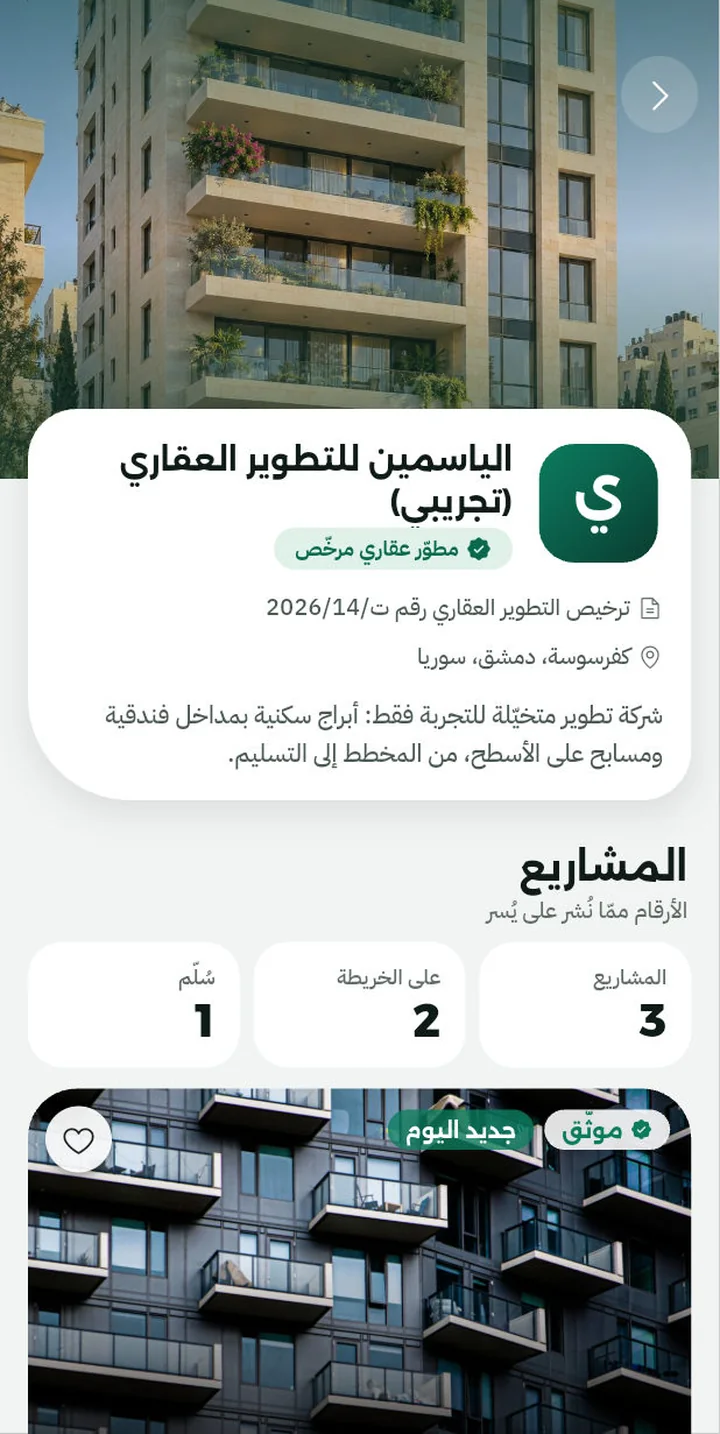 ي
الياسمين للتطوير العقاري
(تجريبي)
مطوّر عقاري مرخّص
ترخيص التطوير العقاري رقم ت/2026/14
كفرسوسة، دمشق، سوريا
شركة تطوير متخيّلة للتجربة فقط: أبراج سكنية بمداخل فندقية
ومسابح على الأسطح، من المخطط إلى التسليم.
المشاريع
الأرقام ممّا نُشر على يُسر
المشاريع
3
على الخريطة
2
سُلّم
1
موثّق
جديد اليوم